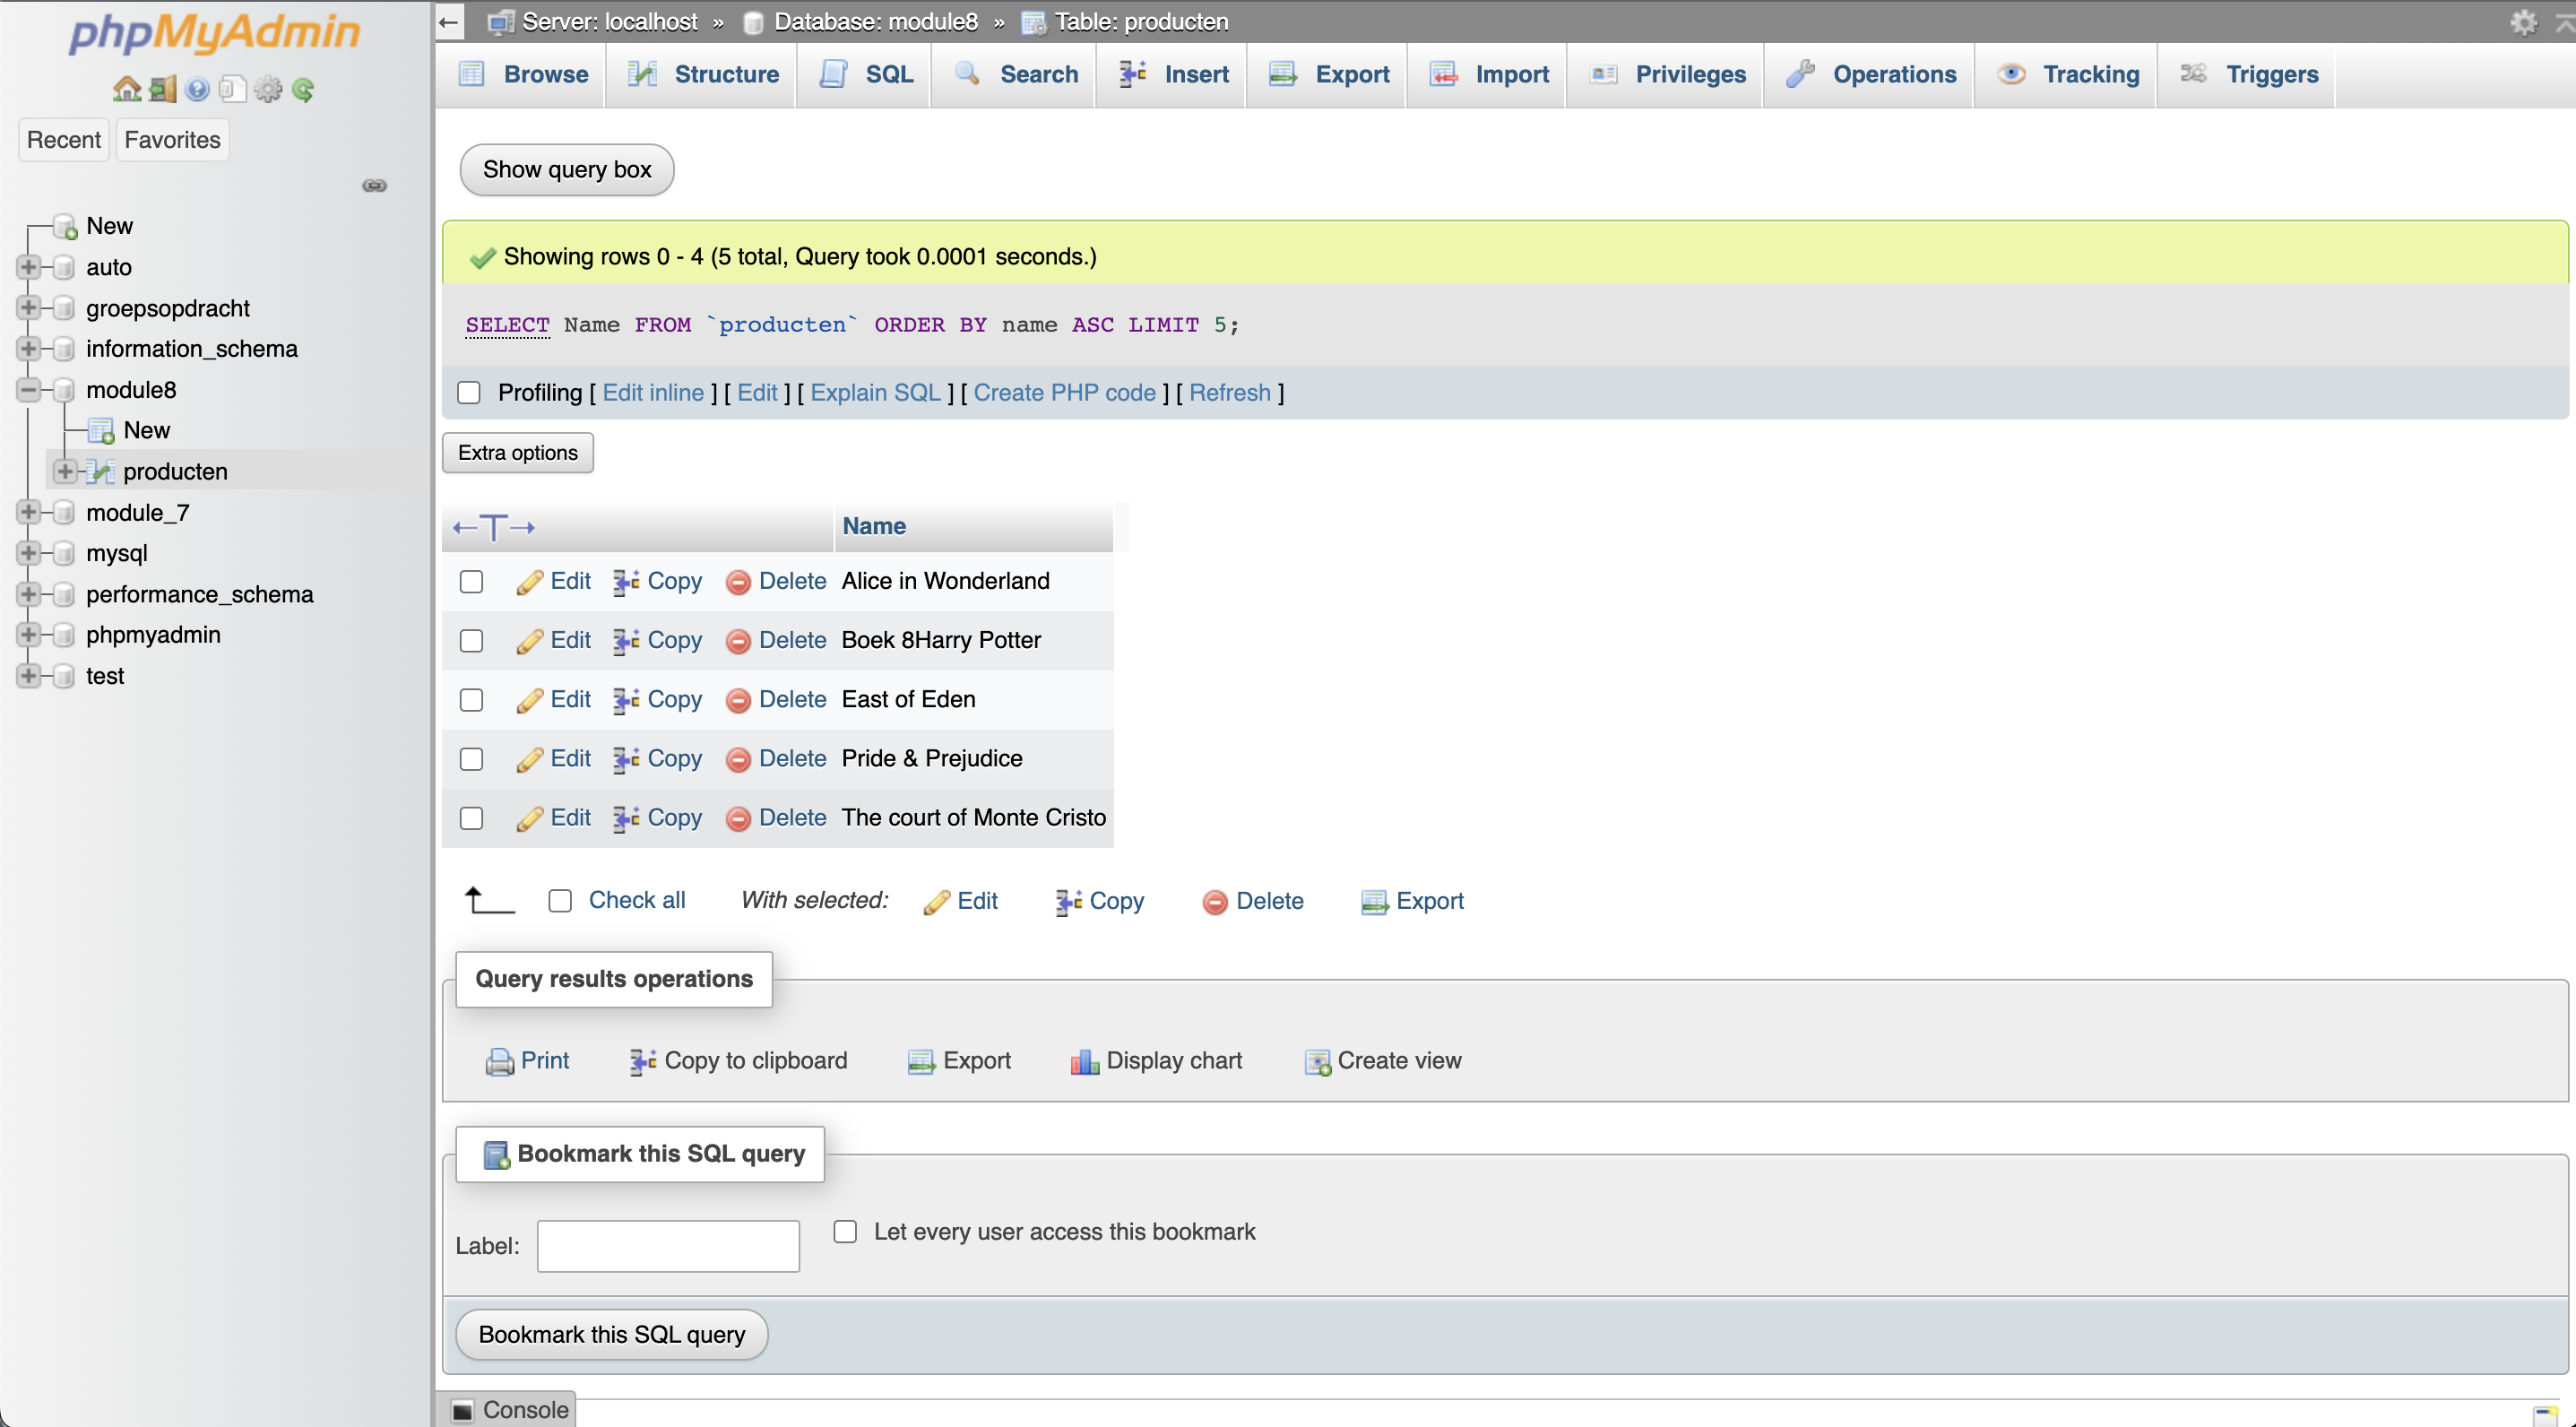 phpMyAdmin
Recent Favorites
New
auto
groepsopdracht
information_schema
module8
New
producten
module_7
mysql
performance_schema
phpmyadmin
test
Server: localhost » Database: module8 » Table: producten
Browse Structure SQL Search Insert Export Import Privileges Operations Tracking Triggers
Show query box
Showing rows 0 - 4 (5 total, Query took 0.0001 seconds.)
SELECT Name FROM `producten` ORDER BY name ASC LIMIT 5;
Profiling [ Edit inline ] [ Edit ] [ Explain SQL ] [ Create PHP code ] [ Refresh ]
Extra options
←T→ Name
Edit Copy Delete Alice in Wonderland
Edit Copy Delete Boek 8Harry Potter
Edit Copy Delete East of Eden
Edit Copy Delete Pride & Prejudice
Edit Copy Delete The court of Monte Cristo
Check all With selected: Edit Copy Delete Export
Query results operations
Print Copy to clipboard Export Display chart Create view
Bookmark this SQL query
Label: Let every user access this bookmark
Bookmark this SQL query
Console